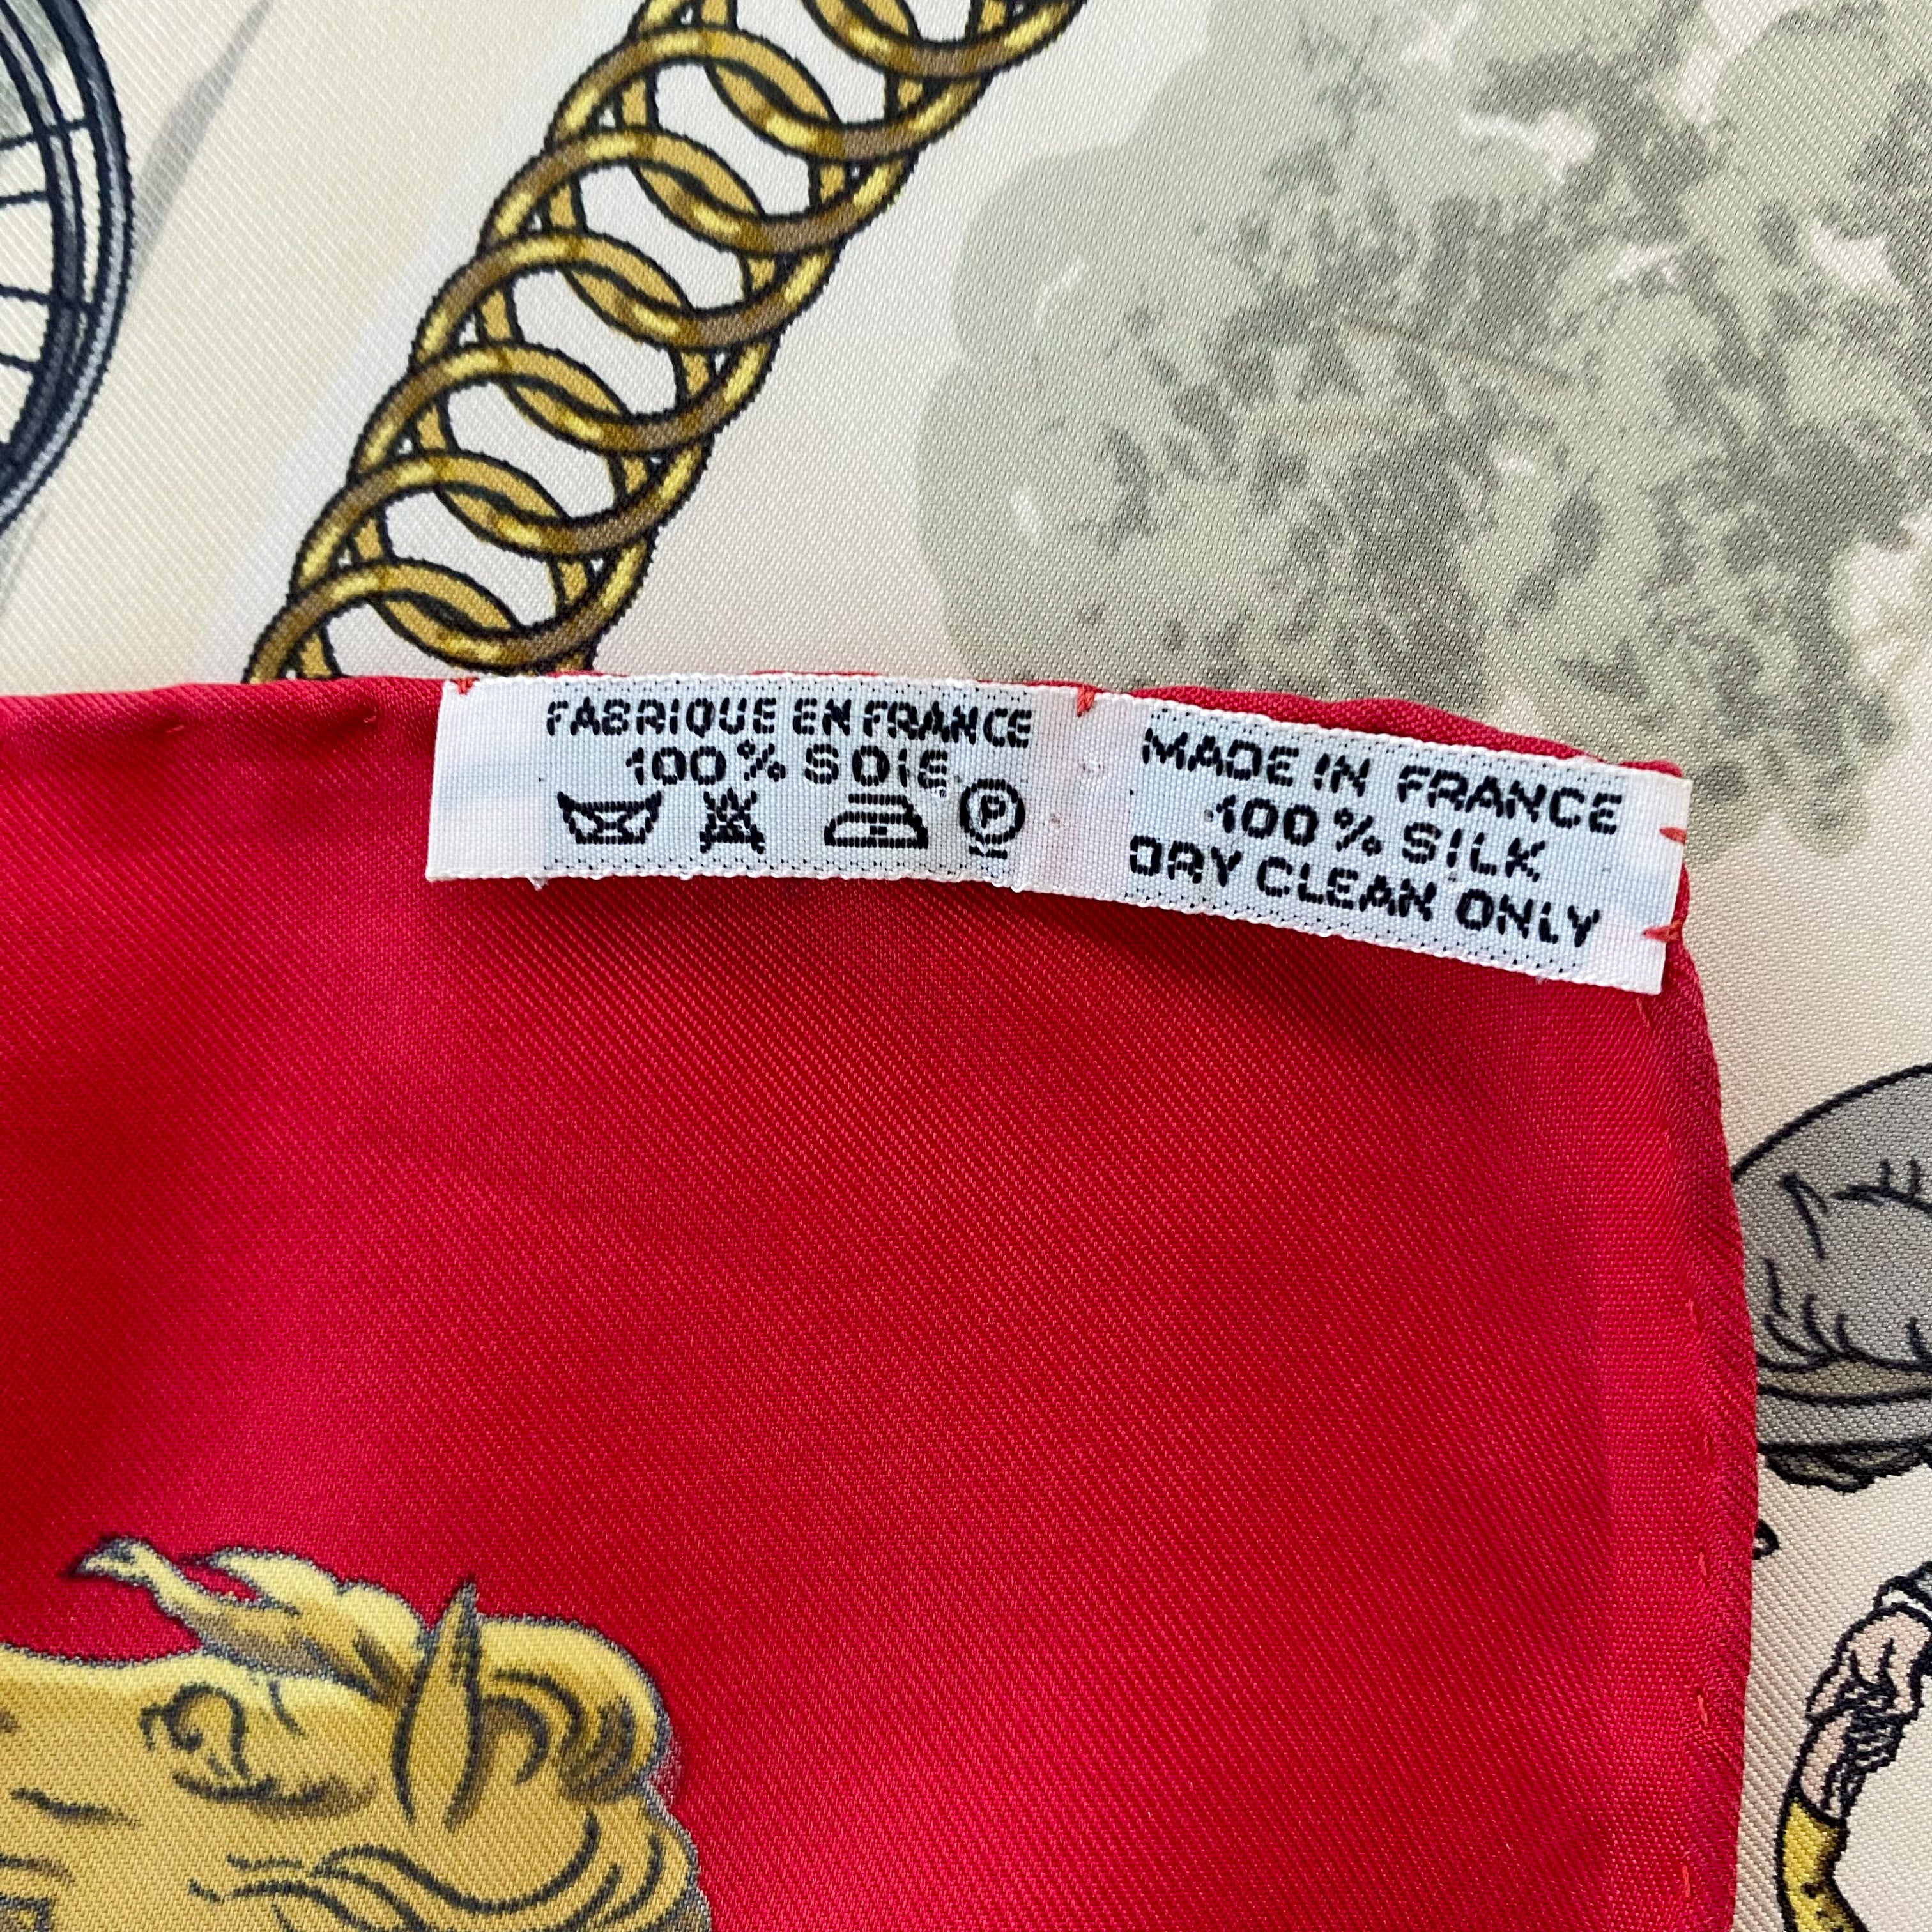 FABRIQUE EN FRANCE
100% SOIE
P
MADE IN FRANCE
100% SILK
DRY CLEAN ONLY